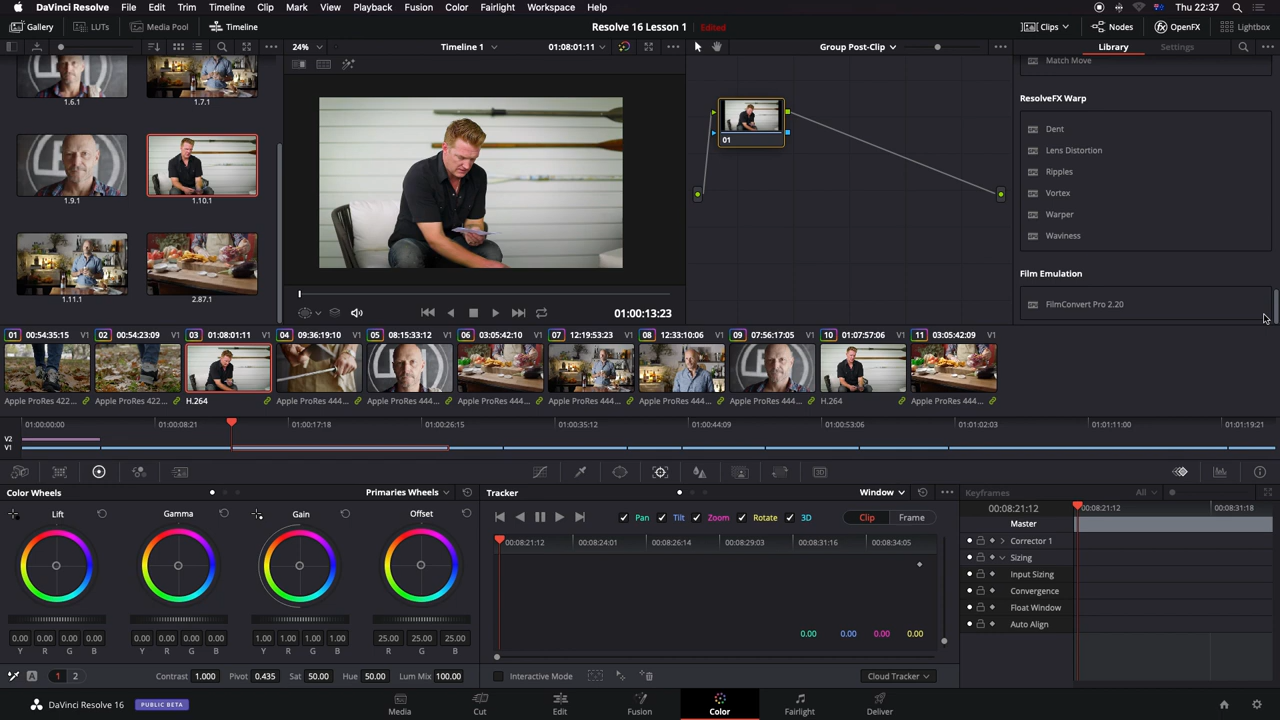 DaVinci Resolve File Edit Trim Timeline Clip Mark View Playback Fusion Color Fairlight Workspace Help Thu 22:37
Gallery LUTs Media Pool Timeline Resolve 16 Lesson 1 Edited Clips Nodes OpenFX Lightbox
24% Timeline 1 01:08:01:11 Group Post-Clip Library Settings
Match Move
1.6.1 1.7.1
ResolveFX Warp
Dent
01
Lens Distortion
Ripples
Vortex
1.9.1 1.10.1
Warper
Waviness
Film Emulation
1.11.1 2.87.1
FilmConvert Pro 2.20
01:00:13:23
01 00:54:35:15 V1 02 00:54:23:09 V1 03 01:08:01:11 V1 04 09:36:19:10 V1 05 08:15:33:12 V1 06 03:05:42:09 V1 07 12:19:53:23 V1 08 12:33:10:06 V1 09 07:56:17:05 V1 10 01:07:57:06 V1 11 03:05:42:09 V1
Apple ProRes 422... Apple ProRes 422... H.264 Apple ProRes 444... Apple ProRes 444... Apple ProRes 444... Apple ProRes 444... Apple ProRes 444... Apple ProRes 444... H.264 Apple ProRes 444...
01:00:00:00 01:00:08:21 01:00:17:18 01:00:26:15 01:00:35:12 01:00:44:09 01:00:53:06 01:01:02:03 01:01:11:00 01:01:19:21
V2
V1
3D
Color Wheels Primaries Wheels Tracker Window Keyframes All
Lift Gamma Gain Offset Pan Tilt Zoom Rotate 3D Clip Frame 00:08:21:12 00:08:21:12 00:08:31:18
Master
00:08:21:12 00:08:24:01 00:08:26:14 00:08:29:03 00:08:31:16 00:08:34:05 Corrector 1
Sizing
Input Sizing
Convergence
Float Window
Auto Align
0.00 0.00 0.00 0.00
0.00 0.00 0.00 0.00 0.00 0.00 0.00 0.00 1.00 1.00 1.00 1.00 25.00 25.00 25.00
Y R G B Y R G B Y R G B R G B
A 1 2 Contrast 1.000 Pivot 0.435 Sat 50.00 Hue 50.00 Lum Mix 100.00 Interactive Mode Cloud Tracker
DaVinci Resolve 16 PUBLIC BETA Media Cut Edit Fusion Color Fairlight Deliver